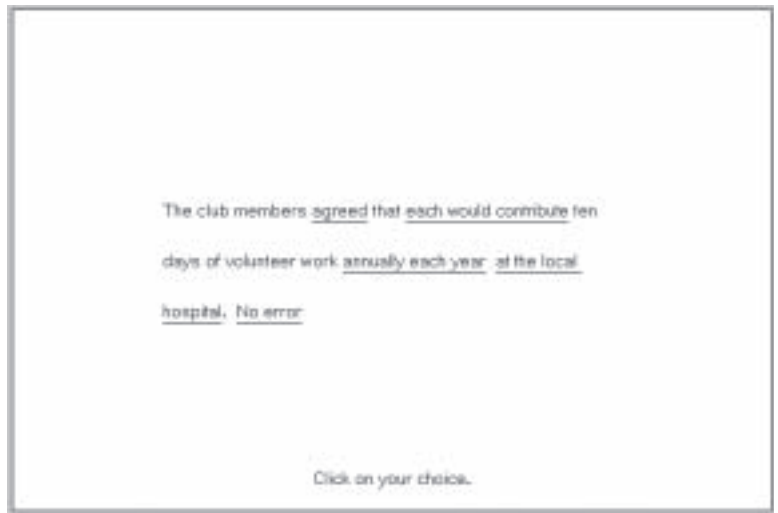 The club members agreed that each would contribute ten
days of volunteer work annually each year at the local
hospital. No error
Click on your choice.